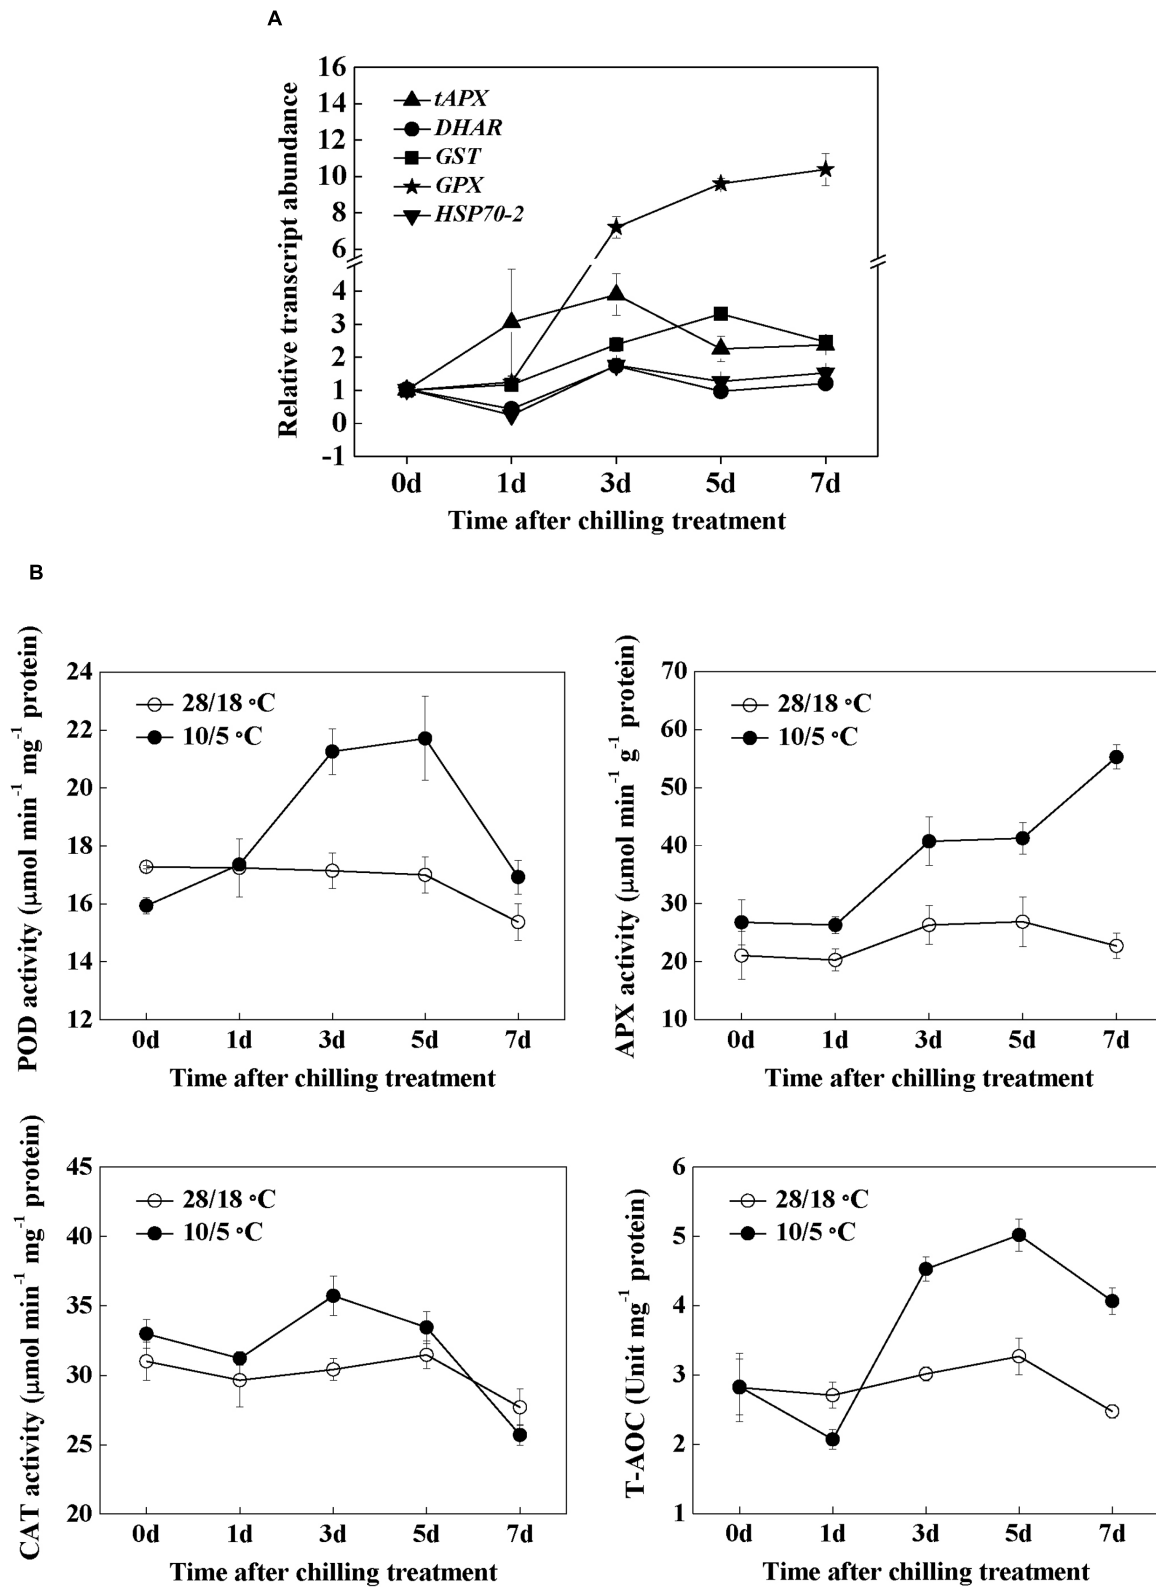 A
Relative transcript abundance
16
14
12
10
8
6
4
3
2
1
0
-1
tAPX
DHAR
GST
GPX
HSP70-2
0d 1d 3d 5d 7d
Time after chilling treatment
B
POD activity (μmol min⁻¹ mg⁻¹ protein)
24
22
20
18
16
14
12
28/18 °C
10/5 °C
0d 1d 3d 5d 7d
Time after chilling treatment
APX activity (μmol min⁻¹ g⁻¹ protein)
70
60
50
40
30
20
10
28/18 °C
10/5 °C
0d 1d 3d 5d 7d
Time after chilling treatment
CAT activity (μmol min⁻¹ mg⁻¹ protein)
45
40
35
30
25
20
28/18 °C
10/5 °C
0d 1d 3d 5d 7d
Time after chilling treatment
T-AOC (Unit mg⁻¹ protein)
6
5
4
3
2
1
28/18 °C
10/5 °C
0d 1d 3d 5d 7d
Time after chilling treatment